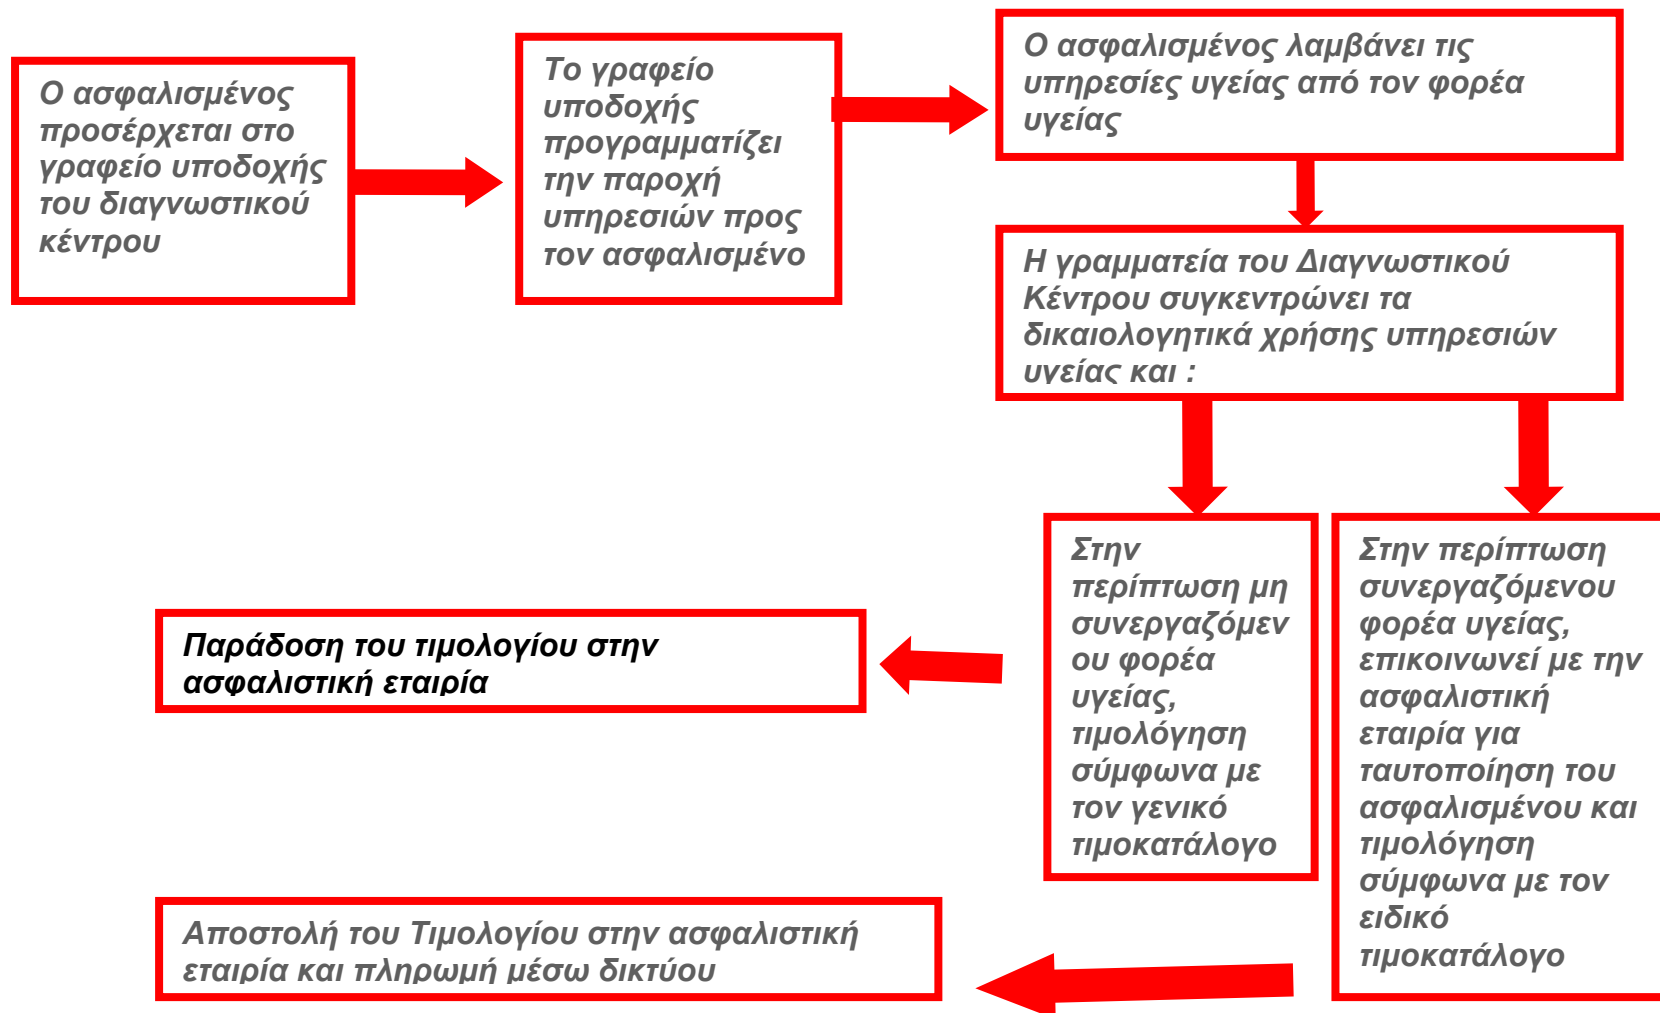 Ο ασφαλισμένος
προσέρχεται στο
γραφείο υποδοχής
του διαγνωστικού
κέντρου
Το γραφείο
υποδοχής
προγραμματίζει
την παροχή
υπηρεσιών προς
τον ασφαλισμένο
Ο ασφαλισμένος λαμβάνει τις
υπηρεσίες υγείας από τον φορέα
υγείας
Η γραμματεία του Διαγνωστικού
Κέντρου συγκεντρώνει τα
δικαιολογητικά χρήσης υπηρεσιών
υγείας και :
Στην
περίπτωση μη
συνεργαζόμεν
ου φορέα
υγείας,
τιμολόγηση
σύμφωνα με
τον γενικό
τιμοκατάλογο
Στην περίπτωση
συνεργαζόμενου
φορέα υγείας,
επικοινωνεί με την
ασφαλιστική
εταιρία για
ταυτοποίηση του
ασφαλισμένου και
τιμολόγηση
σύμφωνα με τον
ειδικό
τιμοκατάλογο
Παράδοση του τιμολογίου στην
ασφαλιστική εταιρία
Αποστολή του Τιμολογίου στην ασφαλιστική
εταιρία και πληρωμή μέσω δικτύου